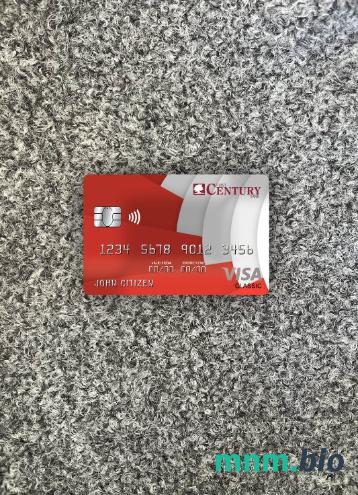 CENTURY
1234 5678 9012 3456
00/00 00/00
VISA
JOHN CITIZEN
CLASSIC
mnm.bio